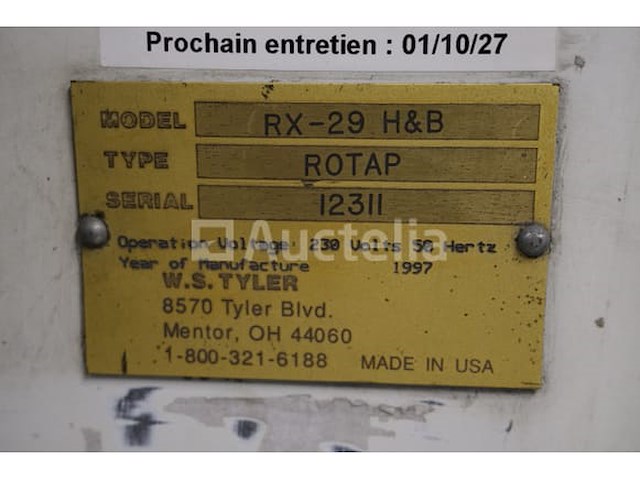 Prochain entretien : 01/10/27
MODEL RX-29 H&B
TYPE ROTAP
SERIAL 12311
Auctelia
Operation Voltage: 230 Volts 50 Hertz
Year of Manufacture 1997
W.S. TYLER
8570 Tyler Blvd.
Mentor, OH 44060
1-800-321-6188 MADE IN USA